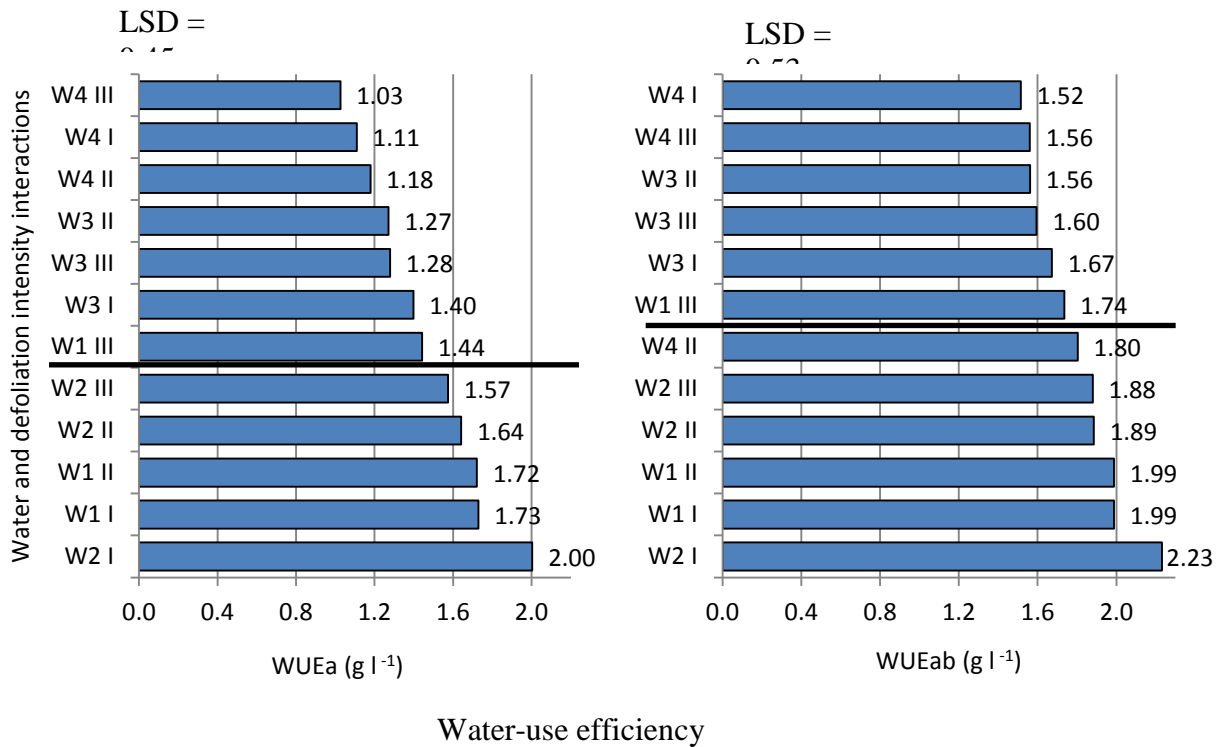 LSD =
LSD =
Water and defoliation intensity interactions
W4 III 1.03
W4 I 1.11
W4 II 1.18
W3 II 1.27
W3 III 1.28
W3 I 1.40
W1 III 1.44
W2 III 1.57
W2 II 1.64
W1 II 1.72
W1 I 1.73
W2 I 2.00
0.0 0.4 0.8 1.2 1.6 2.0
WUEa (g l -1)
W4 I 1.52
W4 III 1.56
W3 II 1.56
W3 III 1.60
W3 I 1.67
W1 III 1.74
W4 II 1.80
W2 III 1.88
W2 II 1.89
W1 II 1.99
W1 I 1.99
W2 I 2.23
0.0 0.4 0.8 1.2 1.6 2.0
WUEab (g l -1)
Water-use efficiency